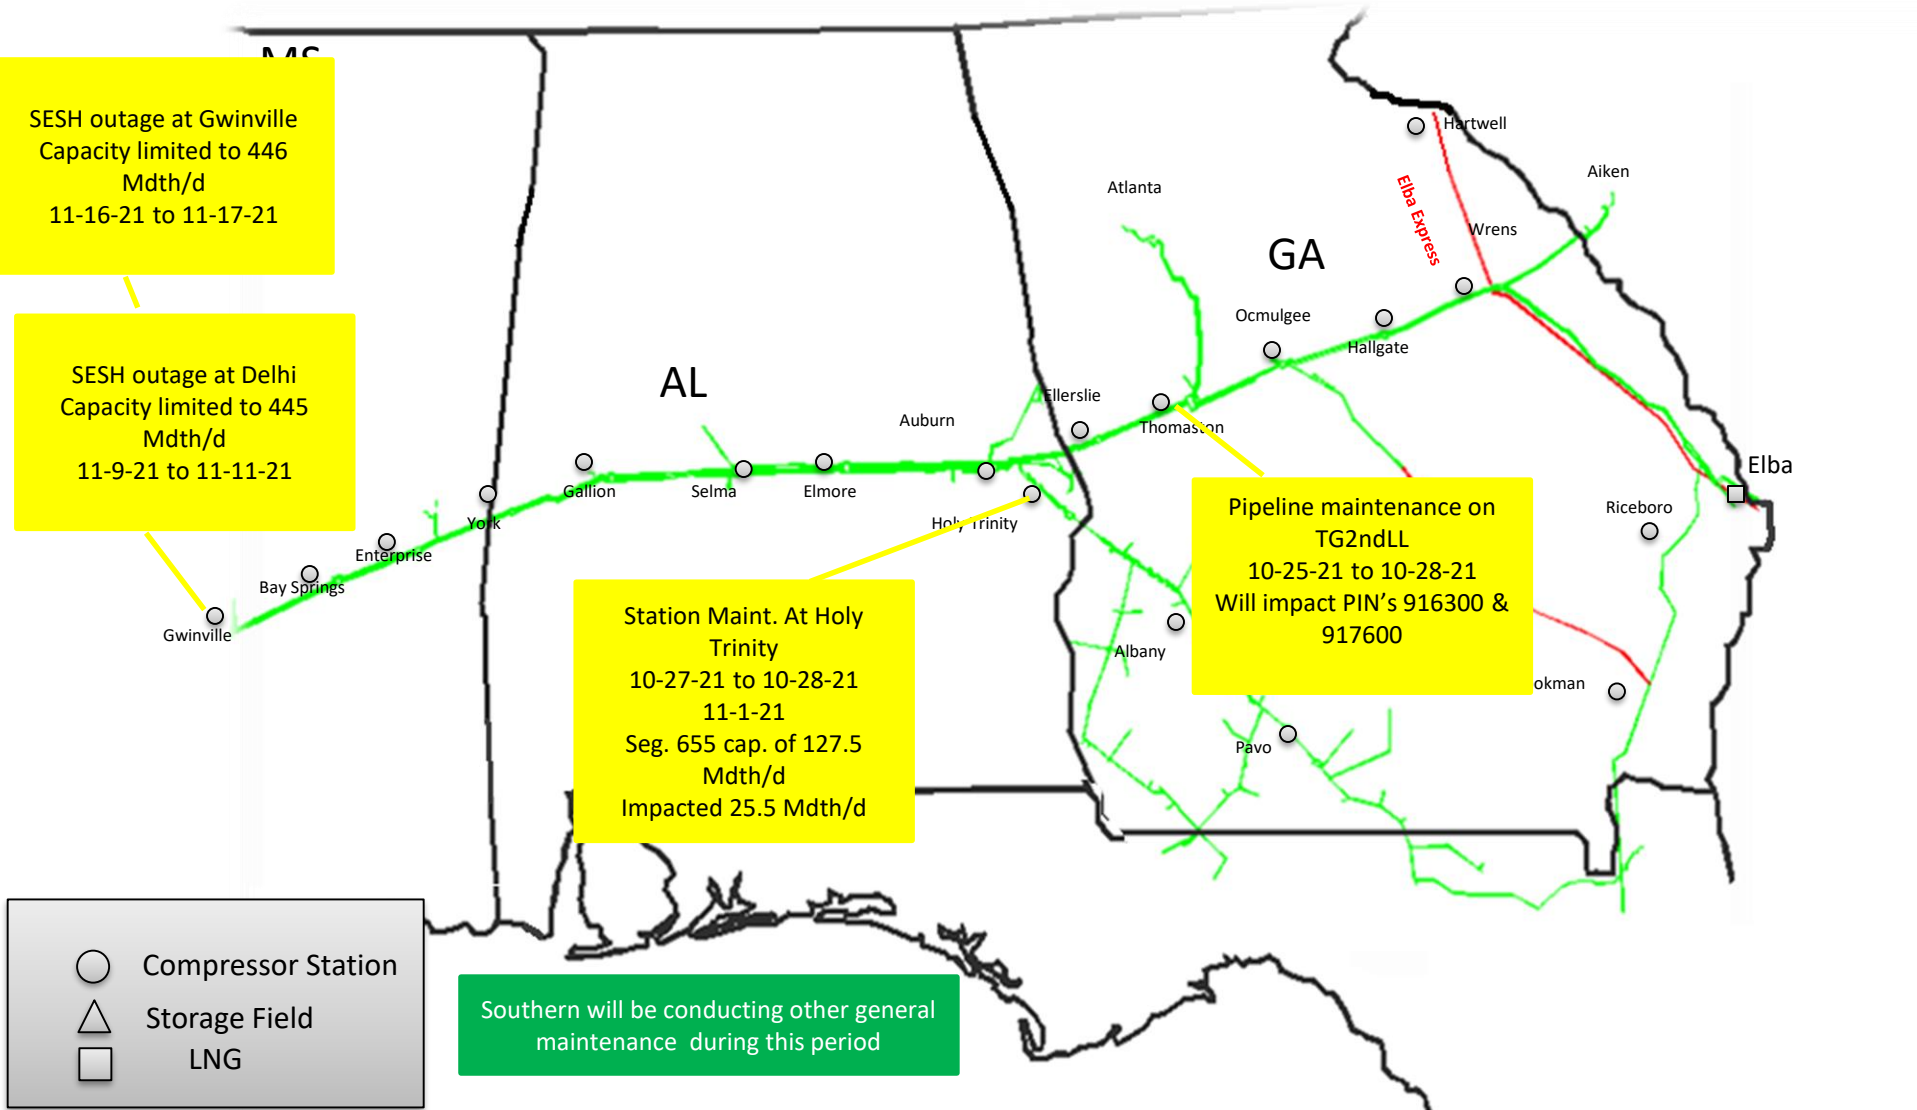 MS
SESH outage at Gwinville
Capacity limited to 446
Mdth/d
11-16-21 to 11-17-21
SESH outage at Delhi
Capacity limited to 445
Mdth/d
11-9-21 to 11-11-21
Hartwell
Aiken
Atlanta
Elba Express
Wrens
GA
Ocmulgee
Hallgate
AL
Ellerslie
Auburn
Thomaston
Elba
Gallion
Selma
Elmore
York
Holy Trinity
Riceboro
Enterprise
Bay Springs
Gwinville
Pipeline maintenance on
TG2ndLL
10-25-21 to 10-28-21
Will impact PIN’s 916300 &
917600
Station Maint. At Holy
Trinity
10-27-21 to 10-28-21
11-1-21
Seg. 655 cap. of 127.5
Mdth/d
Impacted 25.5 Mdth/d
Albany
okman
Pavo
Compressor Station
Storage Field
LNG
Southern will be conducting other general
maintenance  during this period